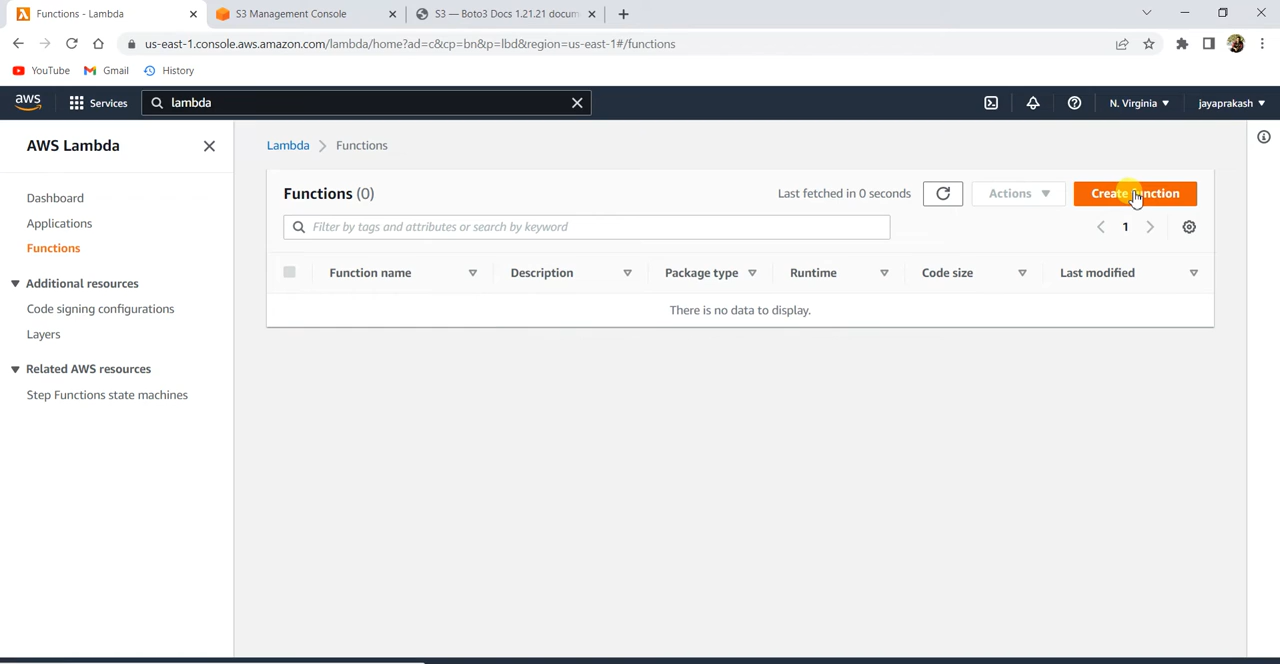 Functions - Lambda
S3 Management Console
S3 — Boto3 Docs 1.21.21 docum
us-east-1.console.aws.amazon.com/lambda/home?ad=c&cp=bn&p=lbd&region=us-east-1#/functions
YouTube Gmail History
aws Services lambda N. Virginia jayaprakash
AWS Lambda
Dashboard
Applications
Functions
Additional resources
Code signing configurations
Layers
Related AWS resources
Step Functions state machines
Lambda Functions
Functions (0) Last fetched in 0 seconds Actions Create function
Filter by tags and attributes or search by keyword 1
Function name Description Package type Runtime Code size Last modified
There is no data to display.